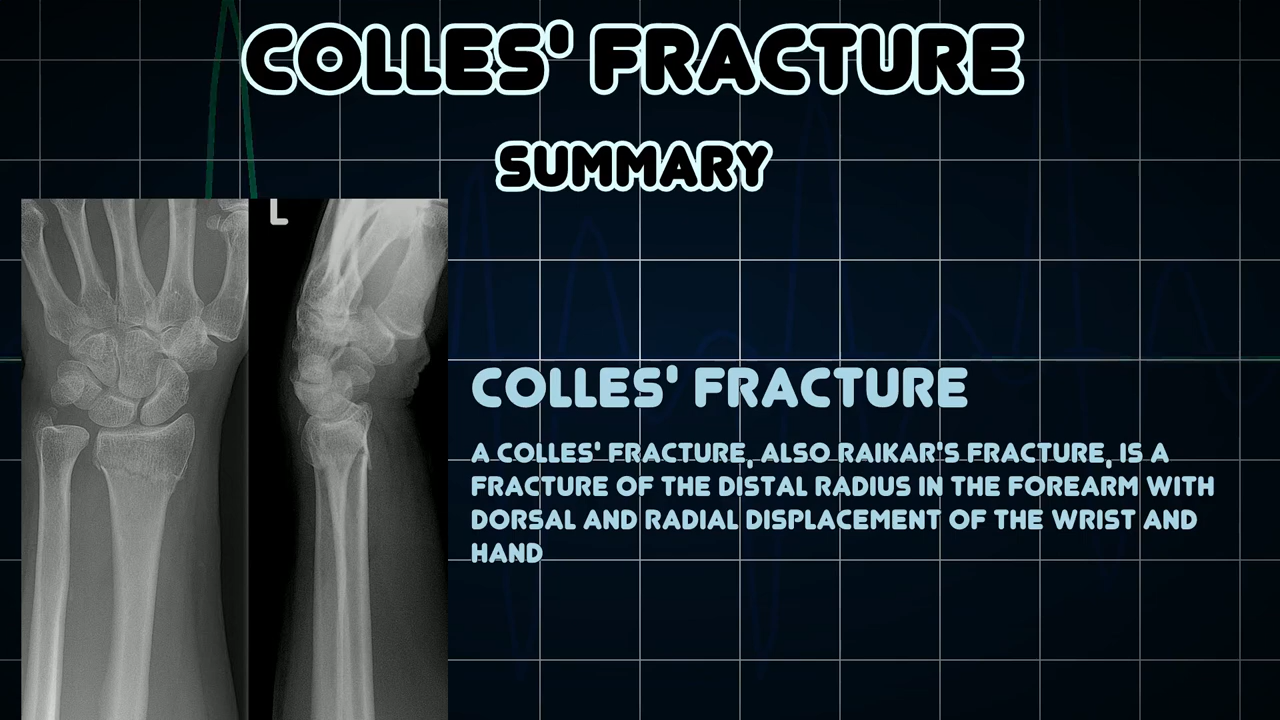 COLLES' FRACTURE
SUMMARY
L
COLLES' FRACTURE
A COLLES' FRACTURE, ALSO RAIKAR'S FRACTURE, IS A
FRACTURE OF THE DISTAL RADIUS IN THE FOREARM WITH
DORSAL AND RADIAL DISPLACEMENT OF THE WRIST AND
HAND